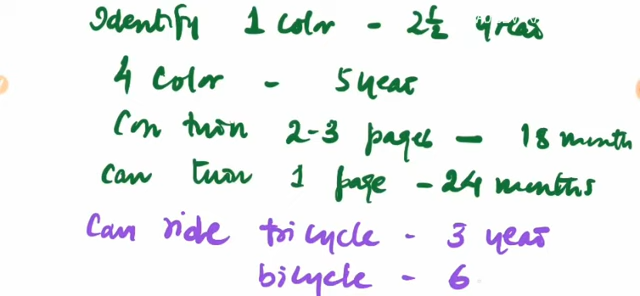 Identify 1 color - 2½ year
4 color - 5 year
Can turn 2-3 pages - 18 month
can turn 1 page - 24 months
Can ride tricycle - 3 year
bicycle - 6